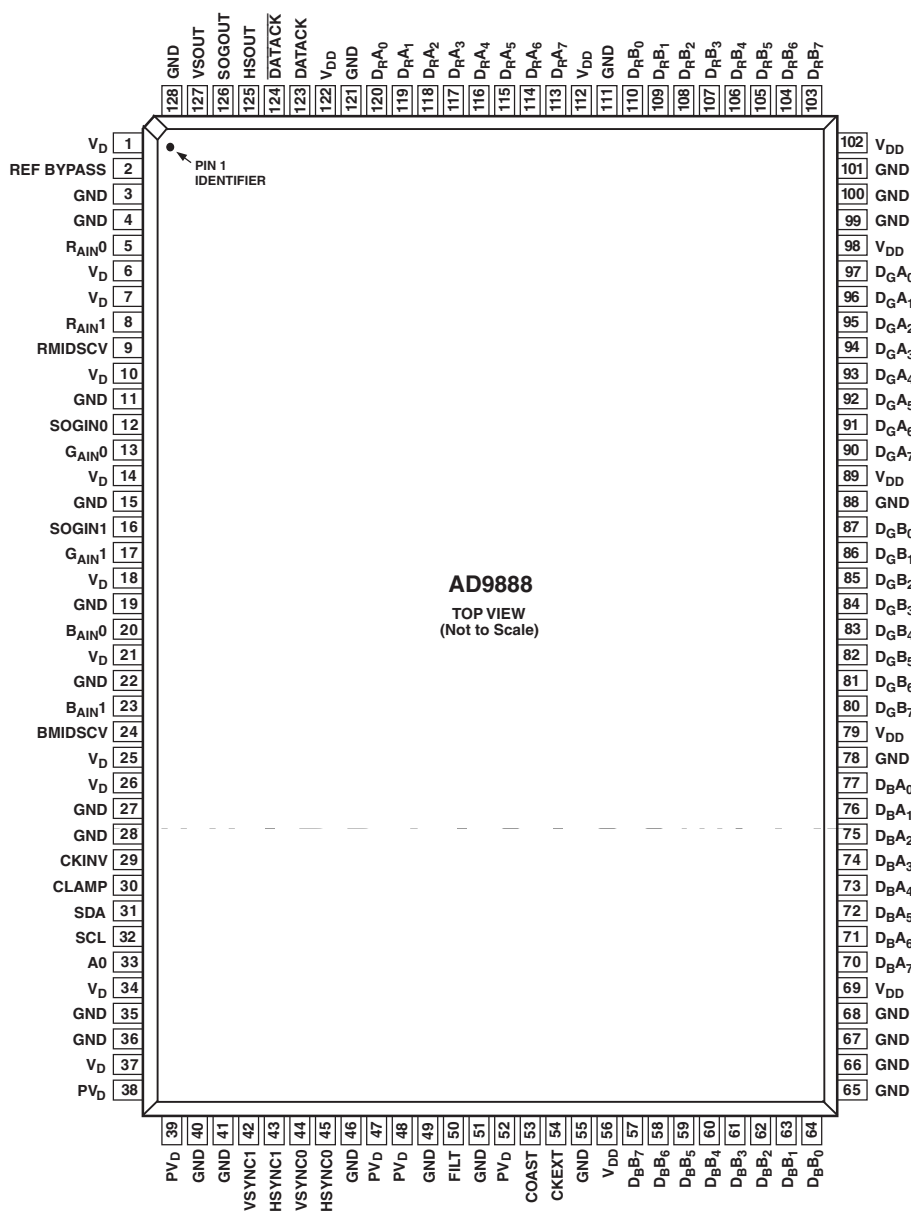 GND
VSOUT
SOGOUT
HSOUT
DATACK
DATACK
VDD
GND
DRA0
DRA1
DRA2
DRA3
DRA4
DRA5
DRA6
DRA7
VDD
GND
DRB0
DRB1
DRB2
DRB3
DRB4
DRB5
DRB6
DRB7
128
127
126
125
124
123
122
121
120
119
118
117
116
115
114
113
112
111
110
109
108
107
106
105
104
103
VD 1
REF BYPASS 2
GND 3
GND 4
RAIN0 5
VD 6
VD 7
RAIN1 8
RMIDSCV 9
VD 10
GND 11
SOGIN0 12
GAIN0 13
VD 14
GND 15
SOGIN1 16
GAIN1 17
VD 18
GND 19
BAIN0 20
VD 21
GND 22
BAIN1 23
BMIDSCV 24
VD 25
VD 26
GND 27
GND 28
CKINV 29
CLAMP 30
SDA 31
SCL 32
A0 33
VD 34
GND 35
GND 36
VD 37
PVD 38
PIN 1
IDENTIFIER
AD9888
TOP VIEW
(Not to Scale)
102 VDD
101 GND
100 GND
99 GND
98 VDD
97 DGA0
96 DGA1
95 DGA2
94 DGA3
93 DGA4
92 DGA5
91 DGA6
90 DGA7
89 VDD
88 GND
87 DGB0
86 DGB1
85 DGB2
84 DGB3
83 DGB4
82 DGB5
81 DGB6
80 DGB7
79 VDD
78 GND
77 DBA0
76 DBA1
75 DBA2
74 DBA3
73 DBA4
72 DBA5
71 DBA6
70 DBA7
69 VDD
68 GND
67 GND
66 GND
65 GND
39
40
41
42
43
44
45
46
47
48
49
50
51
52
53
54
55
56
57
58
59
60
61
62
63
64
PVD
GND
GND
VSYNC1
HSYNC1
VSYNC0
HSYNC0
GND
PVD
PVD
GND
FILT
GND
PVD
COAST
CKEXT
GND
VDD
DBB7
DBB6
DBB5
DBB4
DBB3
DBB2
DBB1
DBB0